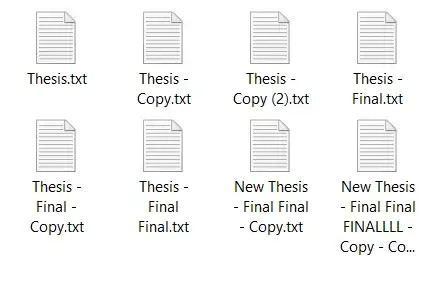 Thesis.txt
Thesis -
Copy.txt
Thesis -
Copy (2).txt
Thesis -
Final.txt
Thesis -
Final -
Copy.txt
Thesis -
Final
Final.txt
New Thesis
- Final Final
- Copy.txt
New Thesis
- Final Final
FINALLLL -
Copy - Co...